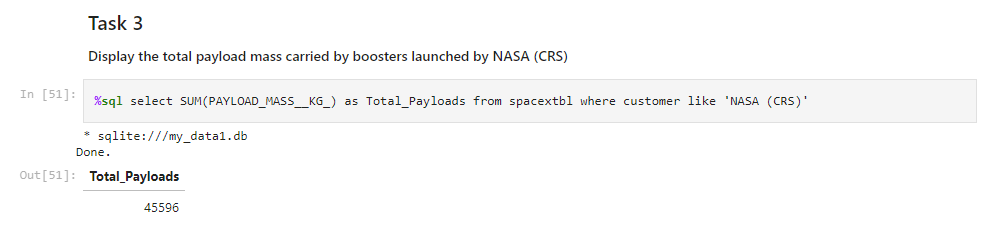 Task 3
Display the total payload mass carried by boosters launched by NASA (CRS)
In [51]: %sql select SUM(PAYLOAD_MASS__KG_) as Total_Payloads from spacextbl where customer like 'NASA (CRS)'
* sqlite:///my_data1.db
Done.
Out[51]: Total_Payloads
45596